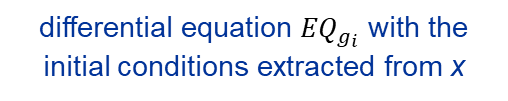 differential equation EQ_{g_i} with the
initial conditions extracted from x